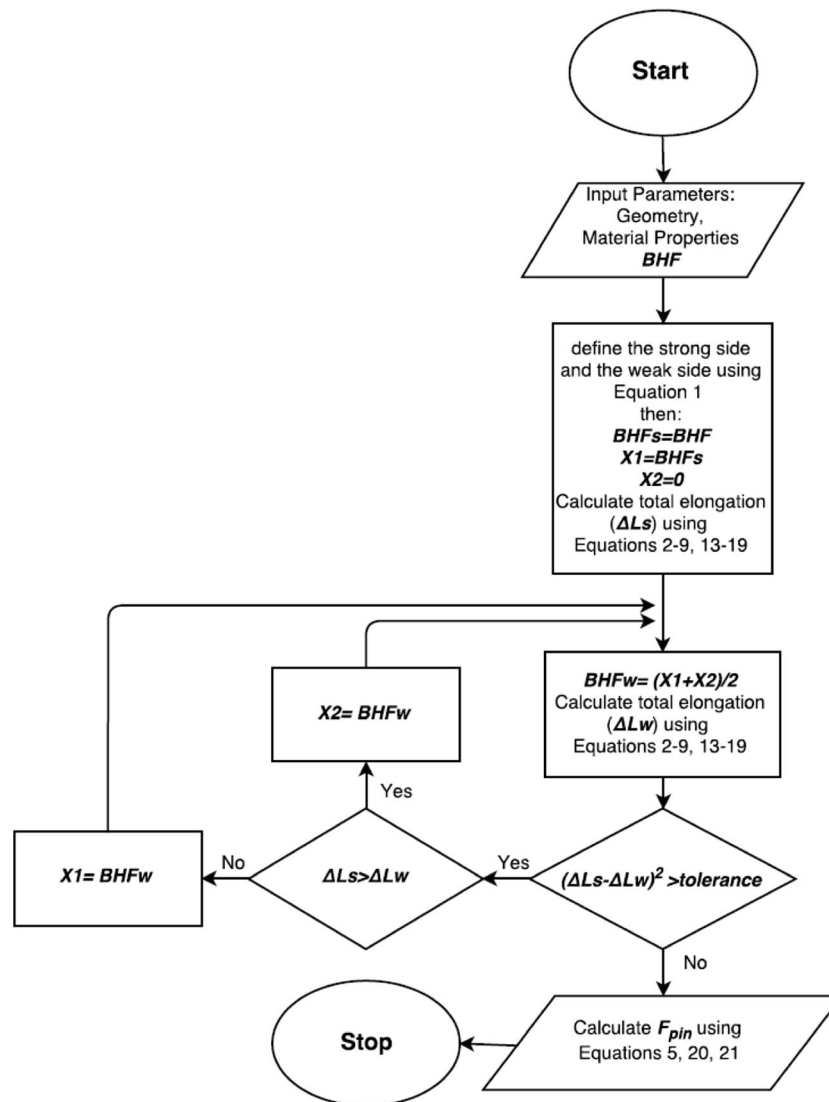 Start
Input Parameters:
Geometry,
Material Properties
BHF
define the strong side
and the weak side using
Equation 1
then:
BHFs=BHF
X1=BHFs
X2=0
Calculate total elongation
(ΔLs) using
Equations 2-9, 13-19
BHFw= (X1+X2)/2
Calculate total elongation
(ΔLw) using
Equations 2-9, 13-19
X2= BHFw
Yes
X1= BHFw
No
ΔLs>ΔLw
Yes
(ΔLs-ΔLw)² >tolerance
No
Calculate F_pin using
Equations 5, 20, 21
Stop